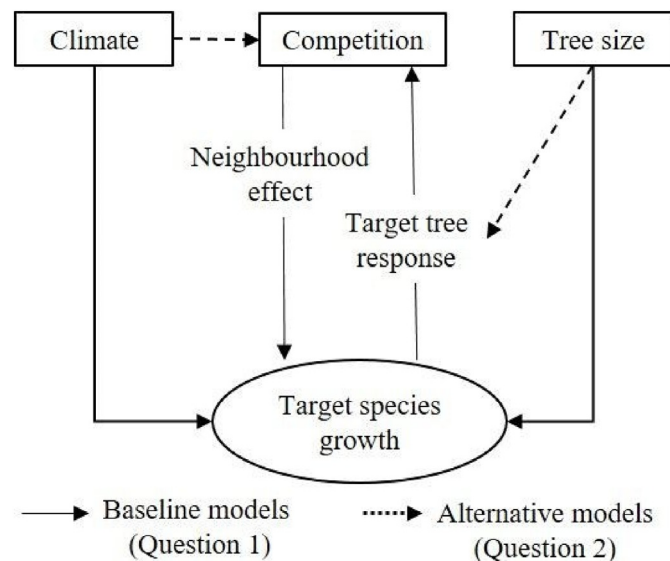 Climate
Competition
Tree size
Neighbourhood
effect
Target tree
response
Target species
growth
Baseline models
(Question 1)
Alternative models
(Question 2)